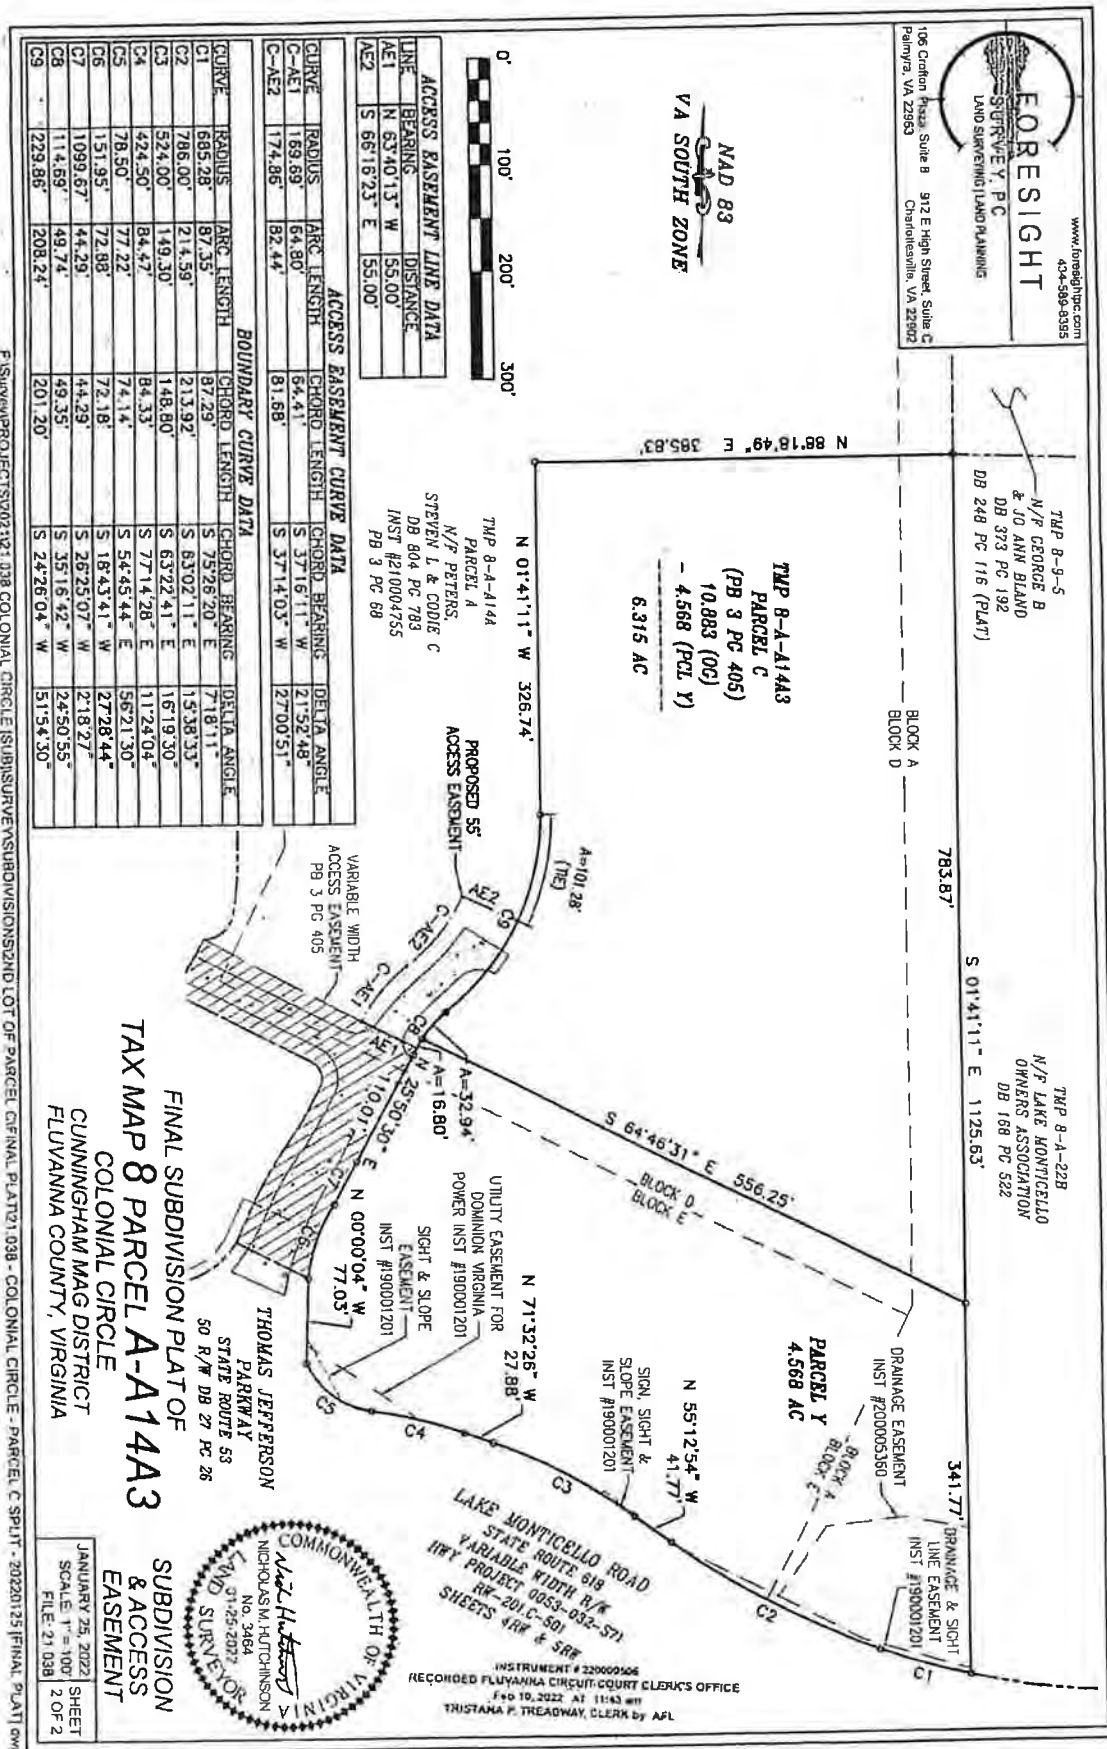 FORESIGHT
SURVEY, PC
LAND SURVEYING | LAND PLANNING
www.foresightpc.com
434-589-8395
106 Crofton Plaza, Suite B
Palmyra, VA 22963
912 E High Street, Suite C
Charlottesville, VA 22902
NAD 83
VA SOUTH ZONE
0' 100' 200' 300'
TMP 8-9-5
N/F GEORGE B
& JO ANN BLAND
DB 373 PC 192
DB 248 PC 116 (PLAT)
TMP 8-A-22B
N/F LAKE MONTICELLO
OWNERS ASSOCIATION
DB 168 PC 522
S 01°41'11" E 1125.63'
783.87'
341.77'
N 88°18'49" E 385.83'
BLOCK A
BLOCK D
TMP 8-A-A14A3
PARCEL C
(PB 3 PC 405)
10.883 (OG)
- 4.568 (PCL Y)
6.315 AC
N 01°41'11" W 326.74'
TMP 8-A-A14A
PARCEL A
N/F PETERS,
STEVEN L & CODIE C
DB 804 PC 783
INST #210004755
PB 3 PC 68
A=101.28'
(TIE)
PROPOSED 55'
ACCESS EASEMENT
AE2
C9
C-AE2
C-AE1
C8
AE1
A=32.94'
A=16.80'
VARIABLE WIDTH
ACCESS EASEMENT
PB 3 PG 405
S 64°46'31" E 556.25'
BLOCK D
BLOCK E
N 25°50'30" E
110.01'
C7
C6
N 00°00'04" W
77.03'
C5
C4
N 71°32'26" W
27.88'
C3
N 55°12'54" W
41.77'
C2
C1
UTILITY EASEMENT FOR
DOMINION VIRGINIA
POWER INST #190001201
SIGHT & SLOPE
EASEMENT
INST #190001201
SIGN, SIGHT &
SLOPE EASEMENT
INST #190001201
PARCEL Y
4.568 AC
DRAINAGE EASEMENT
INST #200005360
BLOCK A
BLOCK E
DRAINAGE & SIGHT
LINE EASEMENT
INST #190001201
THOMAS JEFFERSON
PARKWAY
STATE ROUTE 53
50 R/W DB 27 PC 26
LAKE MONTICELLO ROAD
STATE ROUTE 618
VARIABLE WIDTH R/W
HWY PROJECT 0053-032-S71
RW-201,C-501
SHEETS 4RW & 5RW
ACCESS EASEMENT LINE DATA
LINE BEARING DISTANCE
AE1 N 63°40'13" W 55.00'
AE2 S 66°16'23" E 55.00'
ACCESS EASEMENT CURVE DATA
CURVE RADIUS ARC LENGTH CHORD LENGTH CHORD BEARING DELTA ANGLE
C-AE1 169.69' 64.80' 64.41' S 37°16'11" W 21°52'48"
C-AE2 174.86' 82.44' 81.68' S 37°14'03" W 27°00'51"
BOUNDARY CURVE DATA
CURVE RADIUS ARC LENGTH CHORD LENGTH CHORD BEARING DELTA ANGLE
C1 685.28' 87.35' 87.29' S 75°26'20" E 7°18'11"
C2 786.00' 214.59' 213.92' S 63°02'11" E 15°38'33"
C3 524.00' 149.30' 148.80' S 63°22'41" E 16°19'30"
C4 424.50' 84.47' 84.33' S 77°14'28" E 11°24'04"
C5 78.50' 77.22' 74.14' S 54°45'44" E 56°21'30"
C6 151.95' 72.88' 72.18' S 18°43'41" W 27°28'44"
C7 1099.67' 44.29' 44.29' S 26°25'07" W 2°18'27"
C8 114.69' 49.74' 49.35' S 35°16'42" W 24°50'55"
C9 229.86' 208.24' 201.20' S 24°26'04" W 51°54'30"
FINAL SUBDIVISION PLAT OF
TAX MAP 8 PARCEL A-A14A3
COLONIAL CIRCLE
CUNNINGHAM MAG DISTRICT
FLUVANNA COUNTY, VIRGINIA
SUBDIVISION
& ACCESS
EASEMENT
JANUARY 25, 2022
SCALE: 1" = 100'
FILE: 21.038
SHEET
2 OF 2
COMMONWEALTH OF VIRGINIA
Nick Hutchinson
NICHOLAS M. HUTCHINSON
No. 3464
01-25-2022
LAND SURVEYOR
INSTRUMENT # 220000506
RECORDED FLUVANNA CIRCUIT COURT CLERK'S OFFICE
Feb 10, 2022 AT 11:43 am
TRISTANA P. TREADWAY, CLERK by AFL